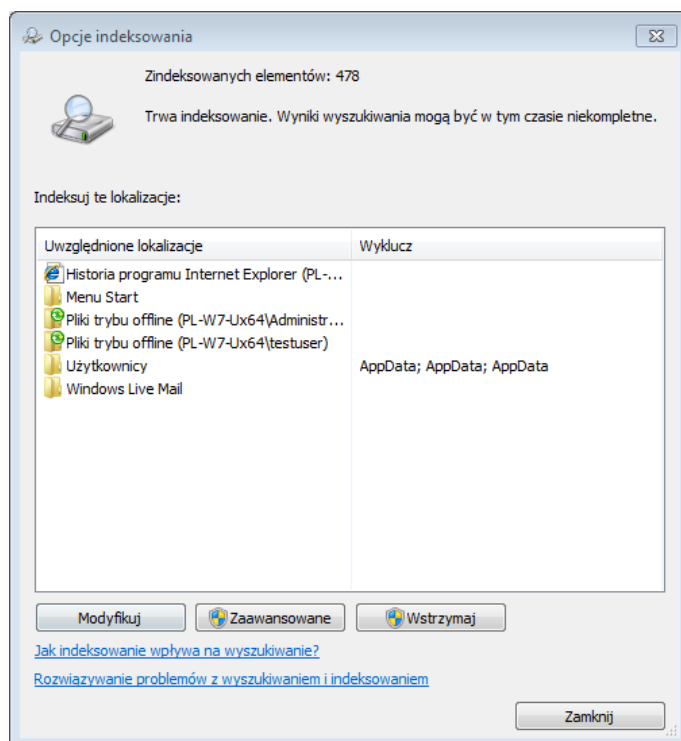 Opcje indeksowania
Zindeksowanych elementów: 478
Trwa indeksowanie. Wyniki wyszukiwania mogą być w tym czasie niekompletne.
Indeksuj te lokalizacje:
Uwzględnione lokalizacje Wyklucz
Historia programu Internet Explorer (PL-...
Menu Start
Pliki trybu offline (PL-W7-Ux64\Administr...
Pliki trybu offline (PL-W7-Ux64\testuser)
Użytkownicy AppData; AppData; AppData
Windows Live Mail
Modyfikuj Zaawansowane Wstrzymaj
Jak indeksowanie wpływa na wyszukiwanie?
Rozwiązywanie problemów z wyszukiwaniem i indeksowaniem
Zamknij